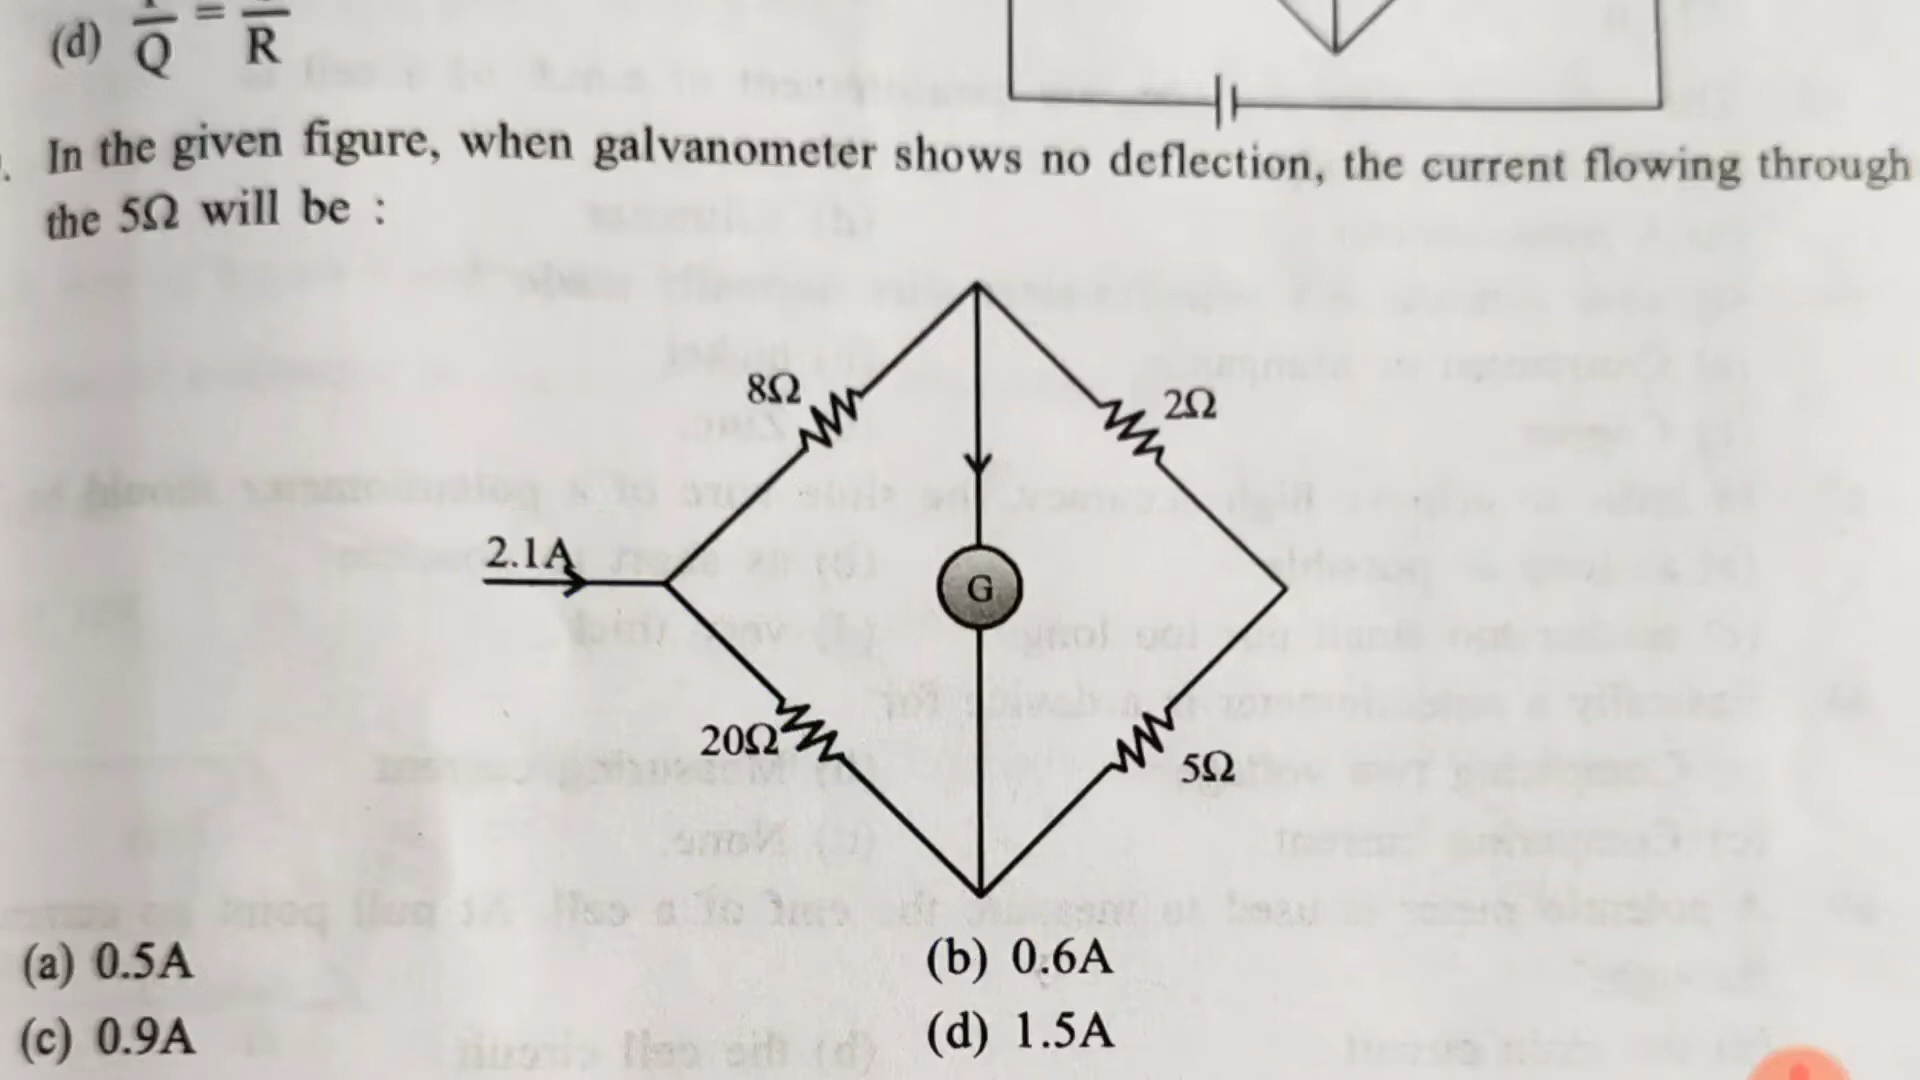 (d) Q = R
. In the given figure, when galvanometer shows no deflection, the current flowing through
the 5Ω will be :
8Ω
2Ω
2.1A
G
20Ω
5Ω
(a) 0.5A
(b) 0.6A
(c) 0.9A
(d) 1.5A